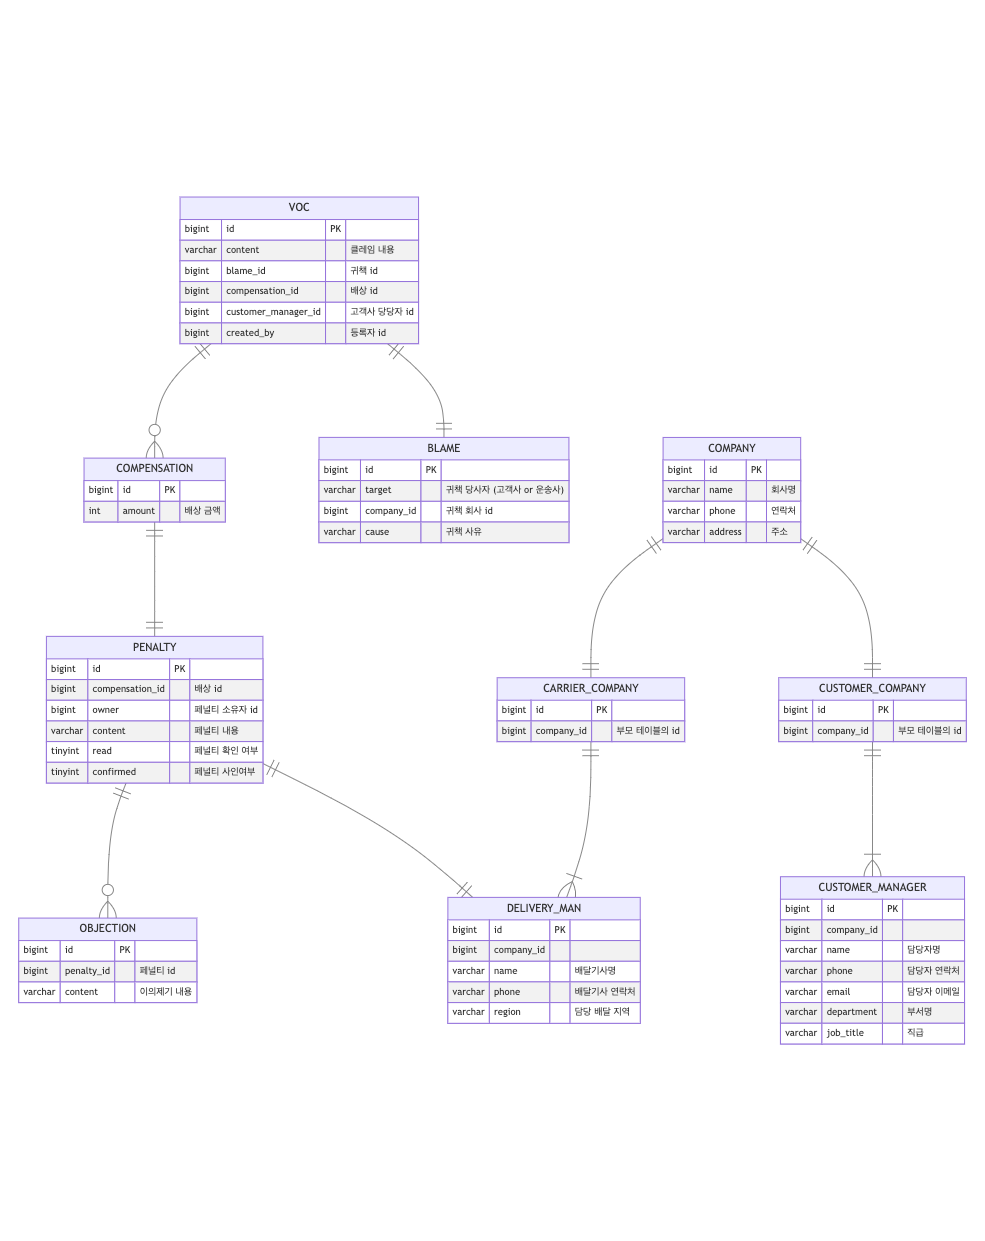 VOC
bigint id PK
varchar content 클레임 내용
bigint blame_id 귀책 id
bigint compensation_id 배상 id
bigint customer_manager_id 고객사 당당자 id
bigint created_by 등록자 id
COMPENSATION
bigint id PK
int amount 배상 금액
BLAME
bigint id PK
varchar target 귀책 당사자 (고객사 or 운송사)
bigint company_id 귀책 회사 id
varchar cause 귀책 사유
COMPANY
bigint id PK
varchar name 회사명
varchar phone 연락처
varchar address 주소
PENALTY
bigint id PK
bigint compensation_id 배상 id
bigint owner 페널티 소유자 id
varchar content 페널티 내용
tinyint read 페널티 확인 여부
tinyint confirmed 페널티 사인여부
CARRIER_COMPANY
bigint id PK
bigint company_id 부모 테이블의 id
CUSTOMER_COMPANY
bigint id PK
bigint company_id 부모 테이블의 id
OBJECTION
bigint id PK
bigint penalty_id 페널티 id
varchar content 이의제기 내용
DELIVERY_MAN
bigint id PK
bigint company_id
varchar name 배달기사명
varchar phone 배달기사 연락처
varchar region 담당 배달 지역
CUSTOMER_MANAGER
bigint id PK
bigint company_id
varchar name 담당자명
varchar phone 담당자 연락처
varchar email 담당자 이메일
varchar department 부서명
varchar job_title 직급